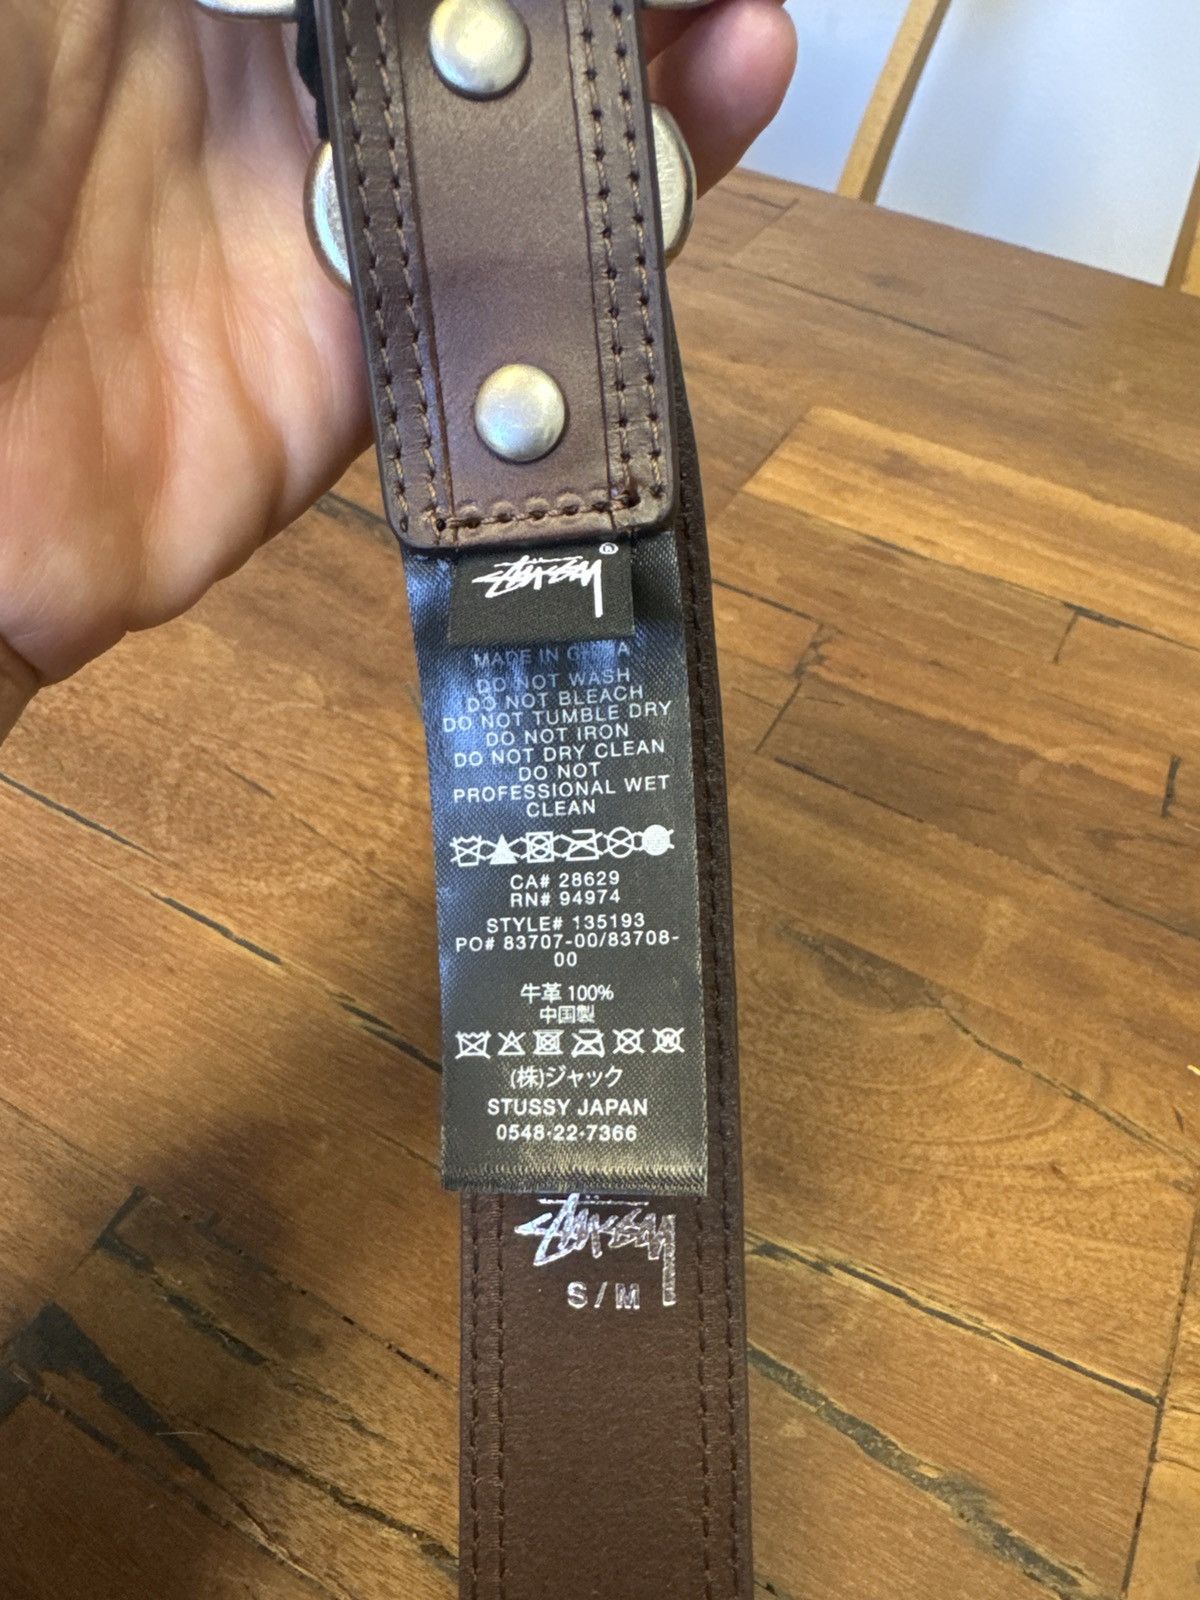 Stüssy ®
MADE IN CHINA
DO NOT WASH
DO NOT BLEACH
DO NOT TUMBLE DRY
DO NOT IRON
DO NOT DRY CLEAN
DO NOT
PROFESSIONAL WET
CLEAN
CA# 28629
RN# 94974
STYLE# 135193
PO# 83707-00/83708-
00
牛革 100%
中国製
W
(株)ジャック
STUSSY JAPAN
0548-22-7366
Stüssy
S/M